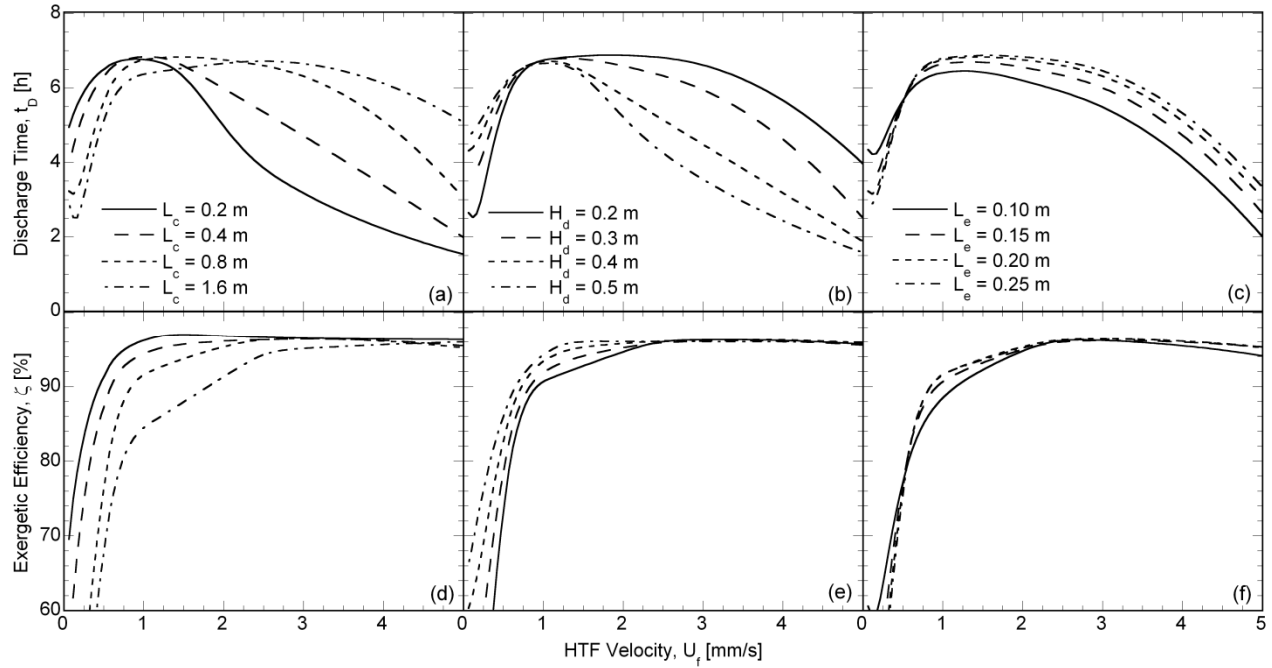 8
6
4
2
0
Discharge Time, t_D [h]
L_c = 0.2 m
L_c = 0.4 m
L_c = 0.8 m
L_c = 1.6 m
(a)
H_d = 0.2 m
H_d = 0.3 m
H_d = 0.4 m
H_d = 0.5 m
(b)
L_e = 0.10 m
L_e = 0.15 m
L_e = 0.20 m
L_e = 0.25 m
(c)
90
80
70
60
Exergetic Efficiency, ζ [%]
(d)
(e)
(f)
0 1 2 3 4 0 1 2 3 4 0 1 2 3 4 5
HTF Velocity, U_f [mm/s]